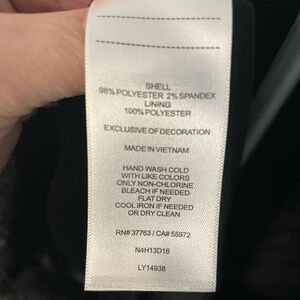 SHELL
98% POLYESTER 2% SPANDEX
LINING
100% POLYESTER
EXCLUSIVE OF DECORATION
MADE IN VIETNAM
HAND WASH COLD
WITH LIKE COLORS
ONLY NON-CHLORINE
BLEACH IF NEEDED
FLAT DRY
COOL IRON IF NEEDED
OR DRY CLEAN
RN# 37763 / CA# 55972
N4H13D16
LY14938